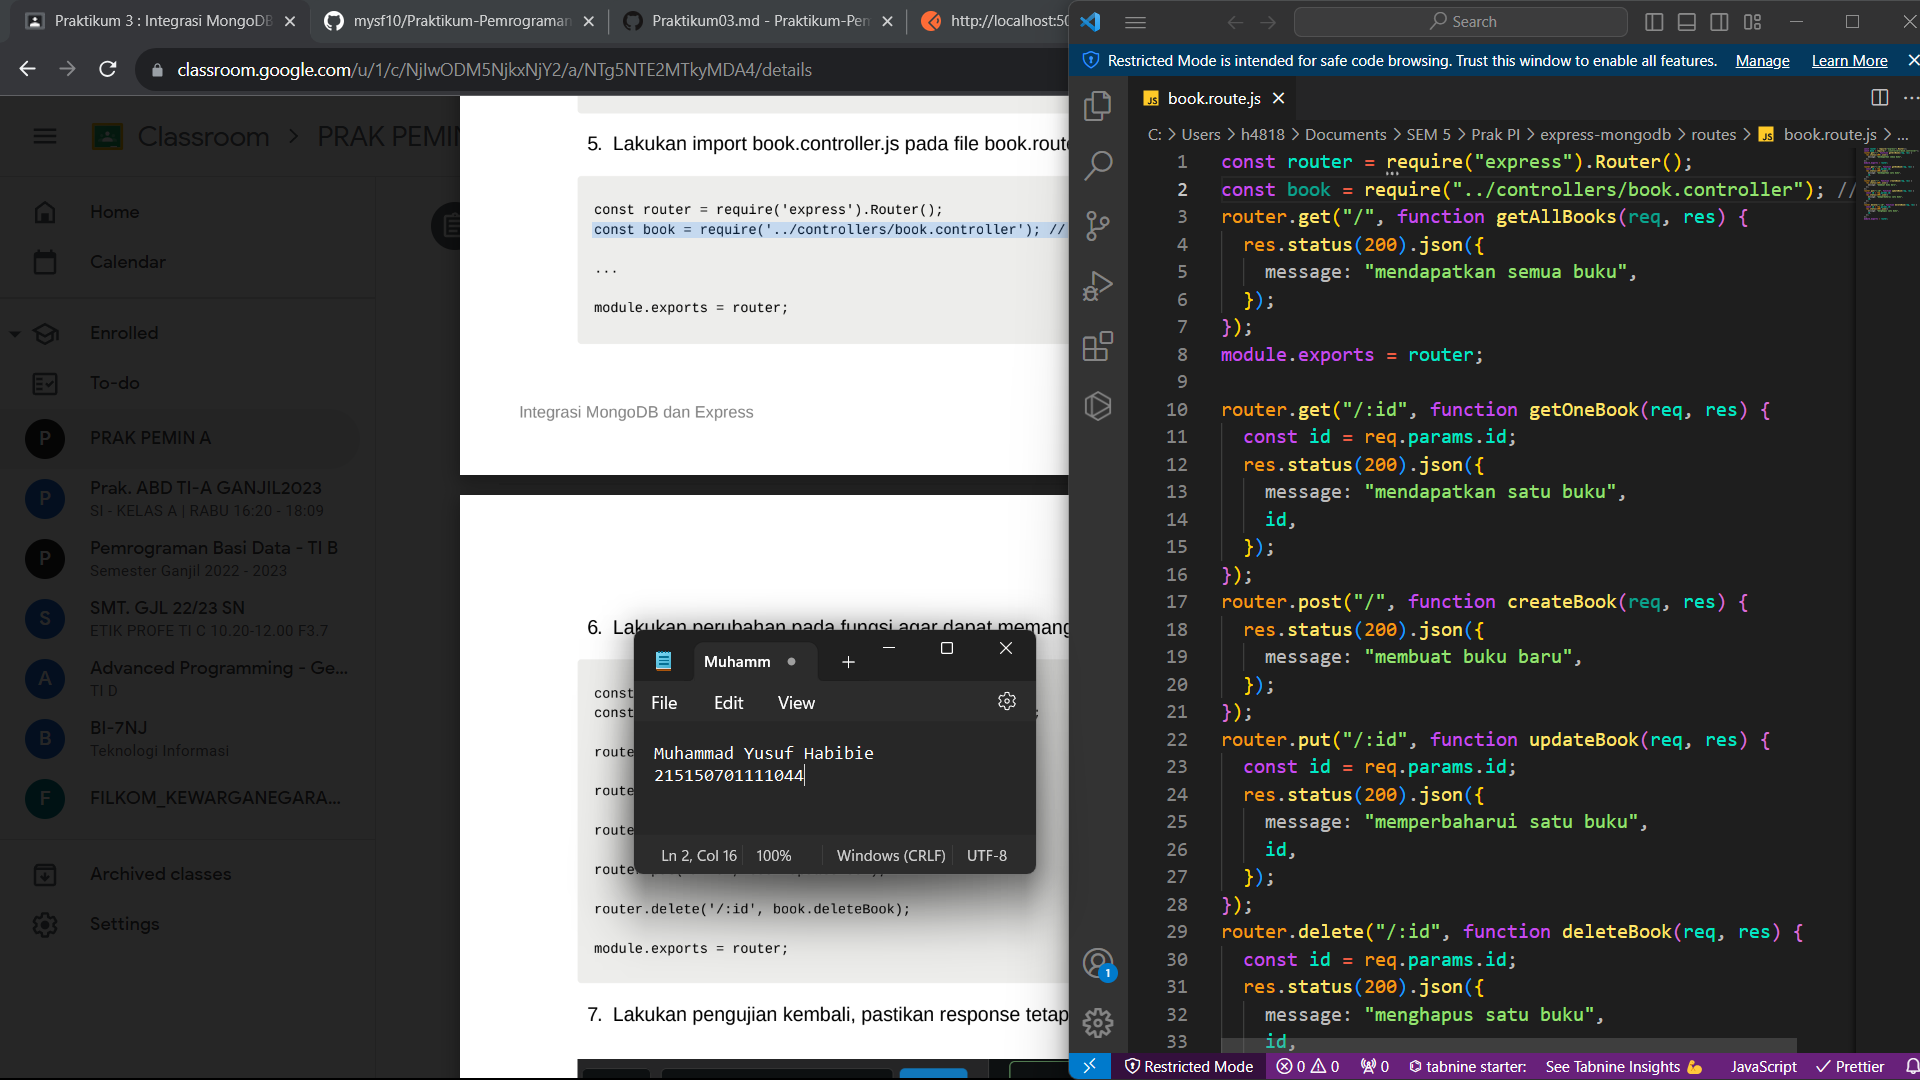 Praktikum 3 : Integrasi MongoDB
mysf10/Praktikum-Pemrograman
Praktikum03.md - Praktikum-Pem
http://localhost:50
classroom.google.com/u/1/c/NjIwODM5NjkxNjY2/a/NTg5NTE2MTkyMDA4/details
Classroom > PRAK PEMIN
Home
Calendar
Enrolled
To-do
P PRAK PEMIN A
P Prak. ABD TI-A GANJIL2023
SI - KELAS A | RABU 16:20 - 18:09
P Pemrograman Basi Data - TI B
Semester Ganjil 2022 - 2023
S SMT. GJL 22/23 SN
ETIK PROFE TI C 10.20-12.00 F3.7
A Advanced Programming - Ge...
TI D
B BI-7NJ
Teknologi Informasi
F FILKOM_KEWARGANEGARA...
Archived classes
Settings
5. Lakukan import book.controller.js pada file book.route
const router = require('express').Router();
const book = require('../controllers/book.controller'); //
...
module.exports = router;
Integrasi MongoDB dan Express
6. Lakukan perubahan pada fungsi agar dapat memang
const
const
route
route
route
route
router.delete('/:id', book.deleteBook);
module.exports = router;
7. Lakukan pengujian kembali, pastikan response tetap
Muhamm
File Edit View
Muhammad Yusuf Habibie
215150701111044
Ln 2, Col 16 100% Windows (CRLF) UTF-8
Search
Restricted Mode is intended for safe code browsing. Trust this window to enable all features. Manage Learn More
JS book.route.js
C: > Users > h4818 > Documents > SEM 5 > Prak PI > express-mongodb > routes > JS book.route.js > ...
1 const router = require("express").Router();
2 const book = require("../controllers/book.controller"); //
3 router.get("/", function getAllBooks(req, res) {
4 res.status(200).json({
5 message: "mendapatkan semua buku",
6 });
7 });
8 module.exports = router;
9
10 router.get("/:id", function getOneBook(req, res) {
11 const id = req.params.id;
12 res.status(200).json({
13 message: "mendapatkan satu buku",
14 id,
15 });
16 });
17 router.post("/", function createBook(req, res) {
18 res.status(200).json({
19 message: "membuat buku baru",
20 });
21 });
22 router.put("/:id", function updateBook(req, res) {
23 const id = req.params.id;
24 res.status(200).json({
25 message: "memperbaharui satu buku",
26 id,
27 });
28 });
29 router.delete("/:id", function deleteBook(req, res) {
30 const id = req.params.id;
31 res.status(200).json({
32 message: "menghapus satu buku",
33 id,
1
Restricted Mode 0 0 0 tabnine starter: See Tabnine Insights JavaScript Prettier